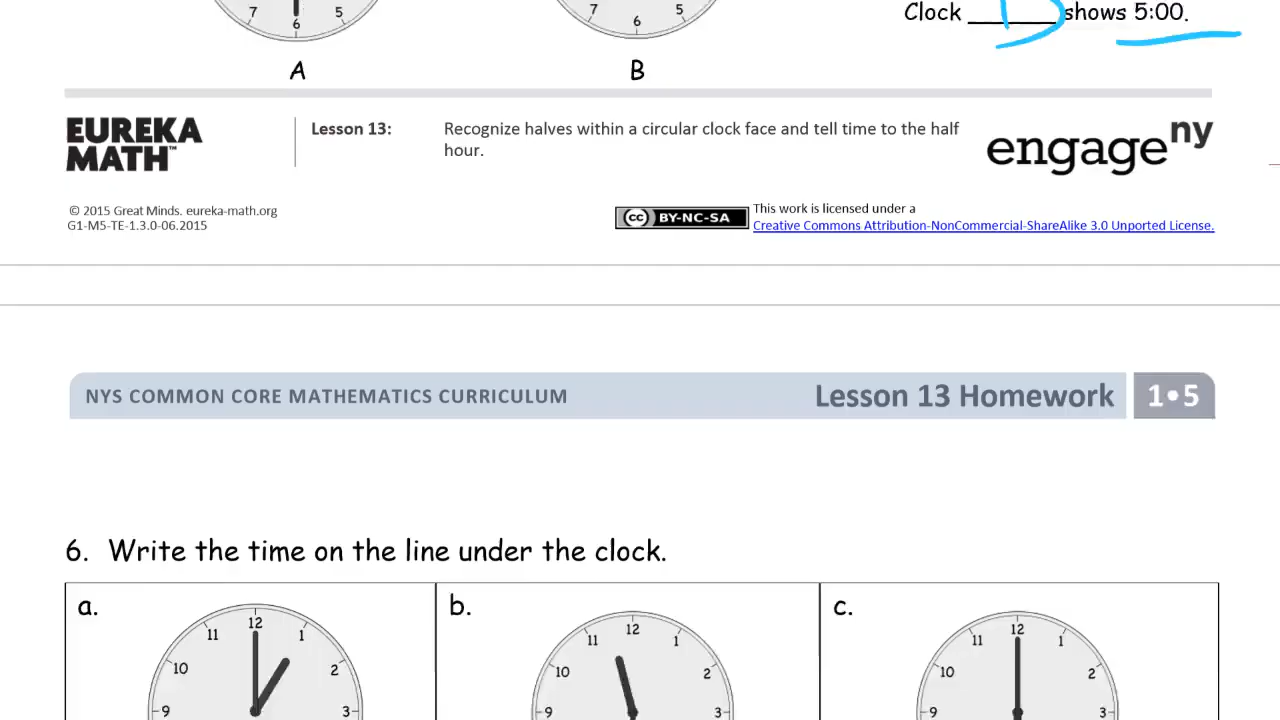 7 6 5 7 6 5
Clock ______ shows 5:00.
A B
EUREKA MATH™
Lesson 13: Recognize halves within a circular clock face and tell time to the half
hour.
engage ny
© 2015 Great Minds. eureka-math.org
G1-M5-TE-1.3.0-06.2015
CC BY-NC-SA
This work is licensed under a
Creative Commons Attribution-NonCommercial-ShareAlike 3.0 Unported License.
NYS COMMON CORE MATHEMATICS CURRICULUM Lesson 13 Homework 1•5
6. Write the time on the line under the clock.
a. b. c.
12 12 12
11 1 11 1 11 1
10 2 10 2 10 2
9 3 9 3 9 3